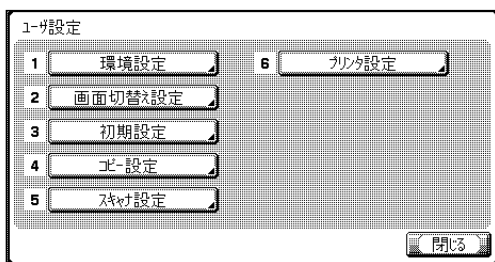 ユーザ設定
1 環境設定
2 画面切替え設定
3 初期設定
4 コピー設定
5 スキャナ設定
6 プリンタ設定
閉じる